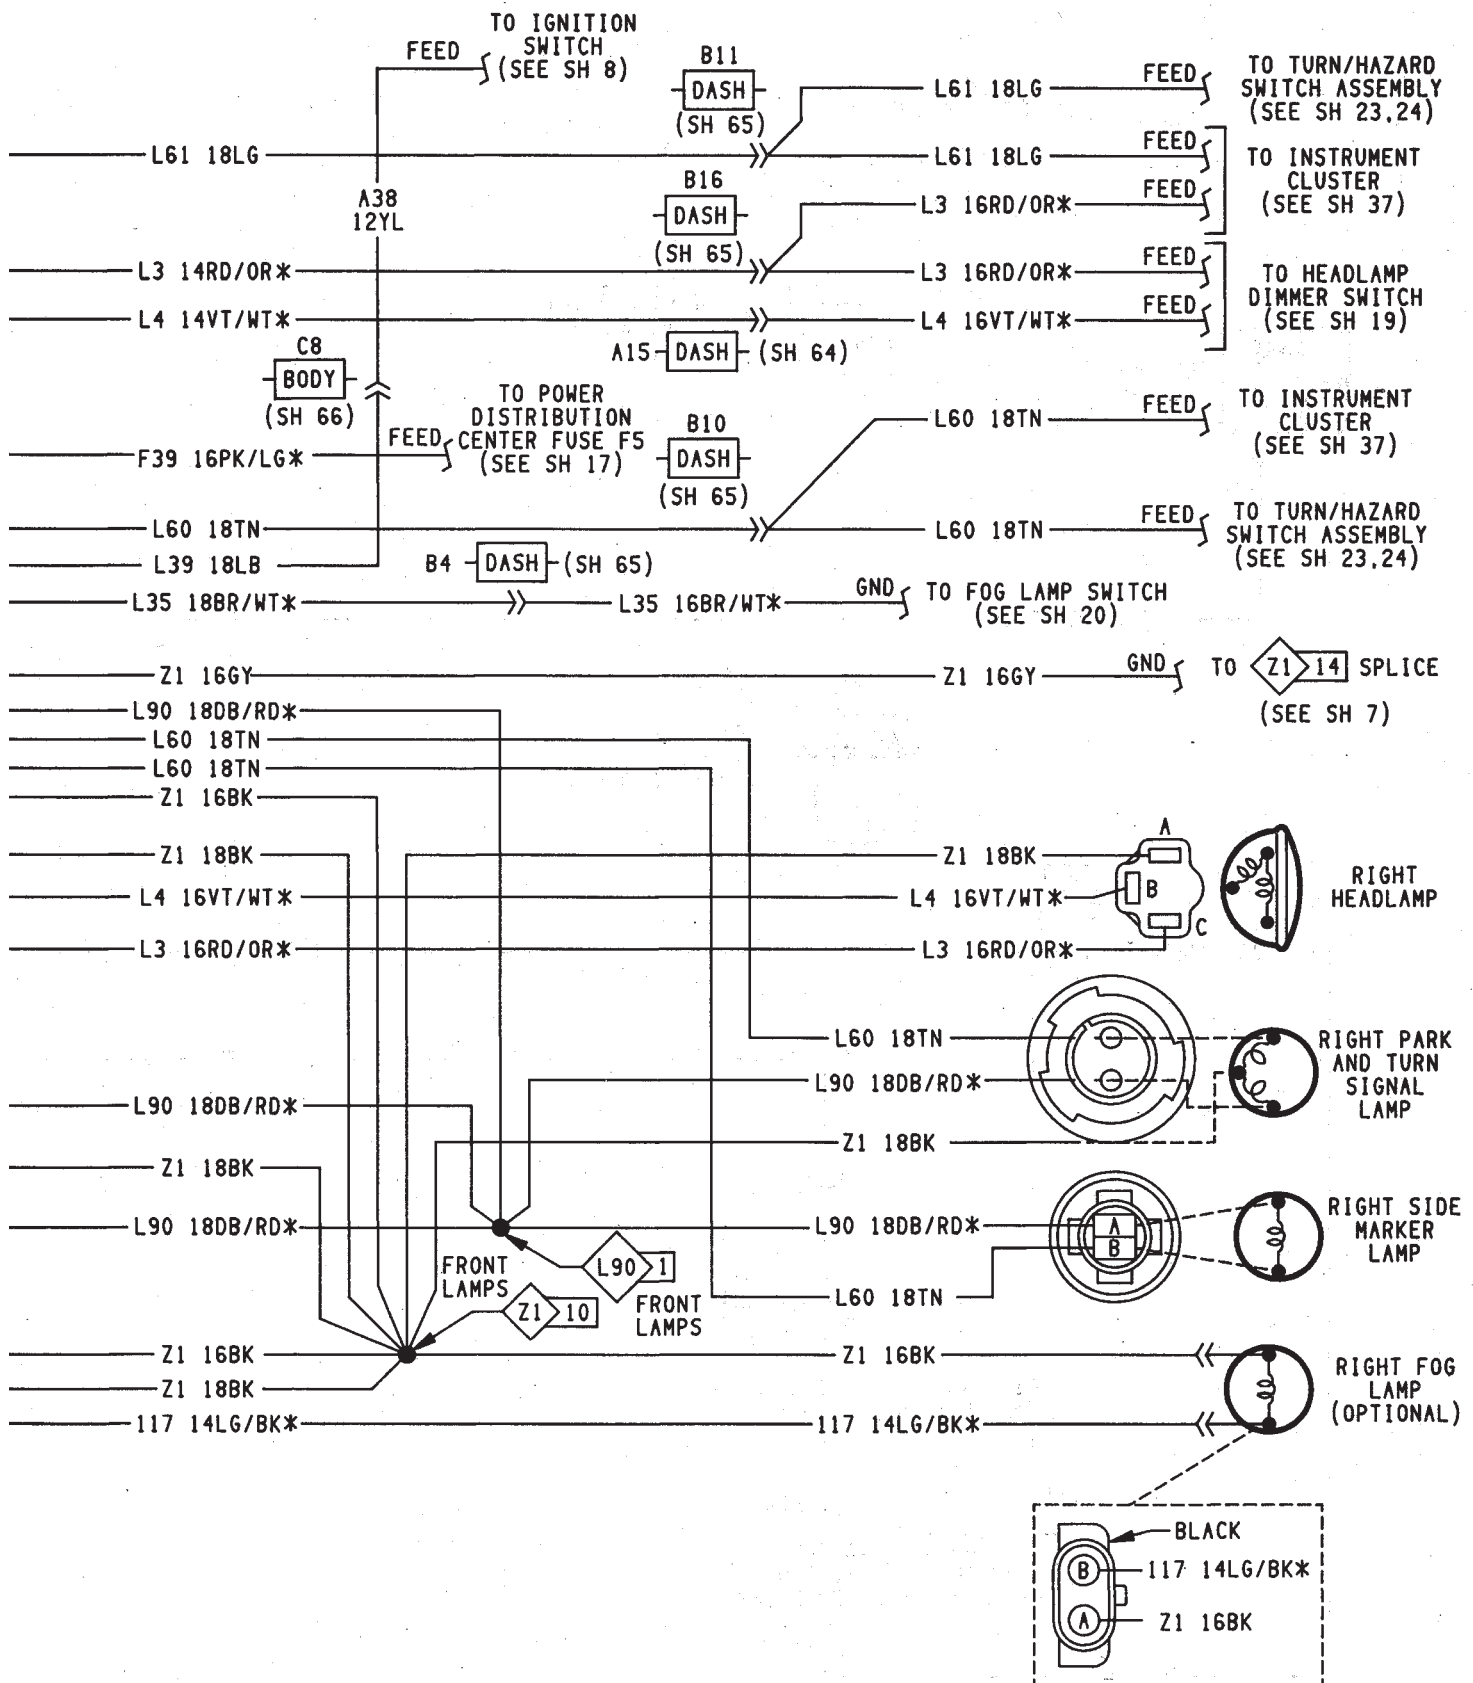 TO IGNITION
SWITCH
(SEE SH 8)
FEED
B11
DASH
(SH 65)
L61 18LG
FEED
TO TURN/HAZARD
SWITCH ASSEMBLY
(SEE SH 23,24)
L61 18LG
L61 18LG
FEED
A38
12YL
B16
DASH
(SH 65)
L3 16RD/OR*
FEED
TO INSTRUMENT
CLUSTER
(SEE SH 37)
L3 14RD/OR*
L3 16RD/OR*
FEED
L4 14VT/WT*
L4 16VT/WT*
FEED
TO HEADLAMP
DIMMER SWITCH
(SEE SH 19)
A15
DASH
(SH 64)
C8
BODY
(SH 66)
TO POWER
DISTRIBUTION
CENTER FUSE F5
(SEE SH 17)
FEED
F39 16PK/LG*
B10
DASH
(SH 65)
L60 18TN
FEED
TO INSTRUMENT
CLUSTER
(SEE SH 37)
L60 18TN
L60 18TN
FEED
TO TURN/HAZARD
SWITCH ASSEMBLY
(SEE SH 23,24)
L39 18LB
B4
DASH
(SH 65)
L35 18BR/WT*
L35 16BR/WT*
GND
TO FOG LAMP SWITCH
(SEE SH 20)
Z1 16GY
Z1 16GY
GND
TO Z1 14 SPLICE
(SEE SH 7)
L90 18DB/RD*
L60 18TN
L60 18TN
Z1 16BK
Z1 18BK
Z1 18BK
A
L4 16VT/WT*
L4 16VT/WT*
B
RIGHT
HEADLAMP
L3 16RD/OR*
L3 16RD/OR*
C
L60 18TN
RIGHT PARK
AND TURN
SIGNAL
LAMP
L90 18DB/RD*
L90 18DB/RD*
Z1 18BK
Z1 18BK
L90 18DB/RD*
L90 18DB/RD*
A
B
RIGHT SIDE
MARKER
LAMP
FRONT
LAMPS
L90 1
FRONT
LAMPS
Z1 10
L60 18TN
Z1 16BK
Z1 16BK
Z1 18BK
RIGHT FOG
LAMP
(OPTIONAL)
117 14LG/BK*
117 14LG/BK*
BLACK
B
117 14LG/BK*
A
Z1 16BK